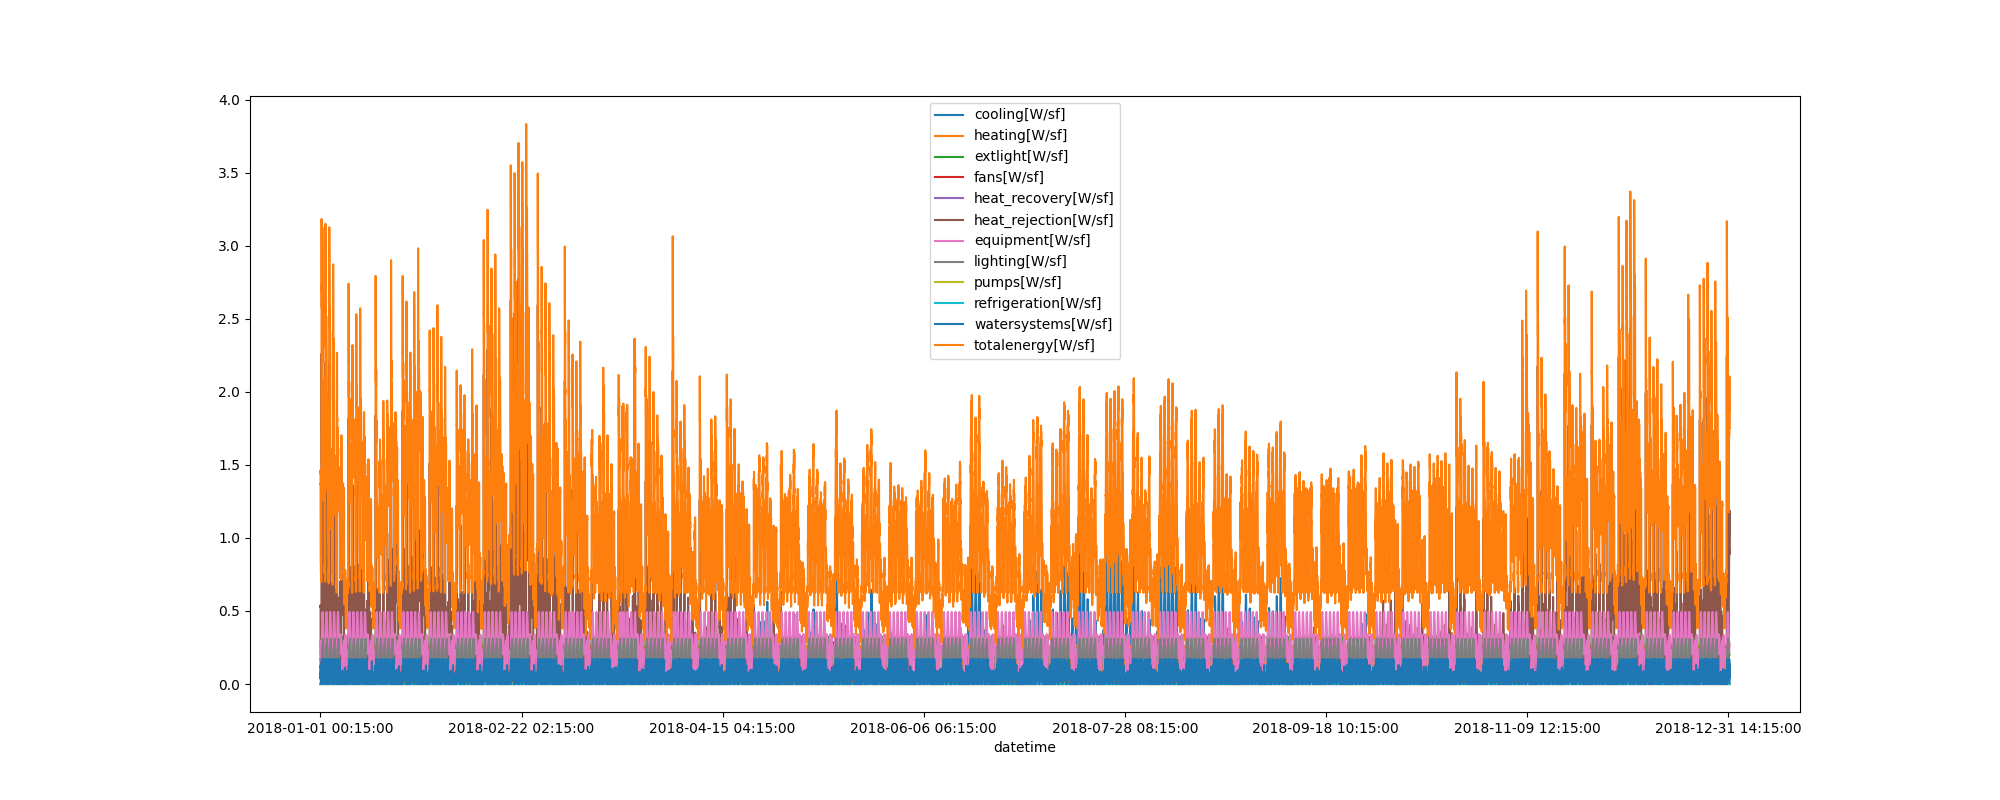 4.0
3.5
3.0
2.5
2.0
1.5
1.0
0.5
0.0
cooling[W/sf]
heating[W/sf]
extlight[W/sf]
fans[W/sf]
heat_recovery[W/sf]
heat_rejection[W/sf]
equipment[W/sf]
lighting[W/sf]
pumps[W/sf]
refrigeration[W/sf]
watersystems[W/sf]
totalenergy[W/sf]
2018-01-01 00:15:00 2018-02-22 02:15:00 2018-04-15 04:15:00 2018-06-06 06:15:00 2018-07-28 08:15:00 2018-09-18 10:15:00 2018-11-09 12:15:00 2018-12-31 14:15:00
datetime